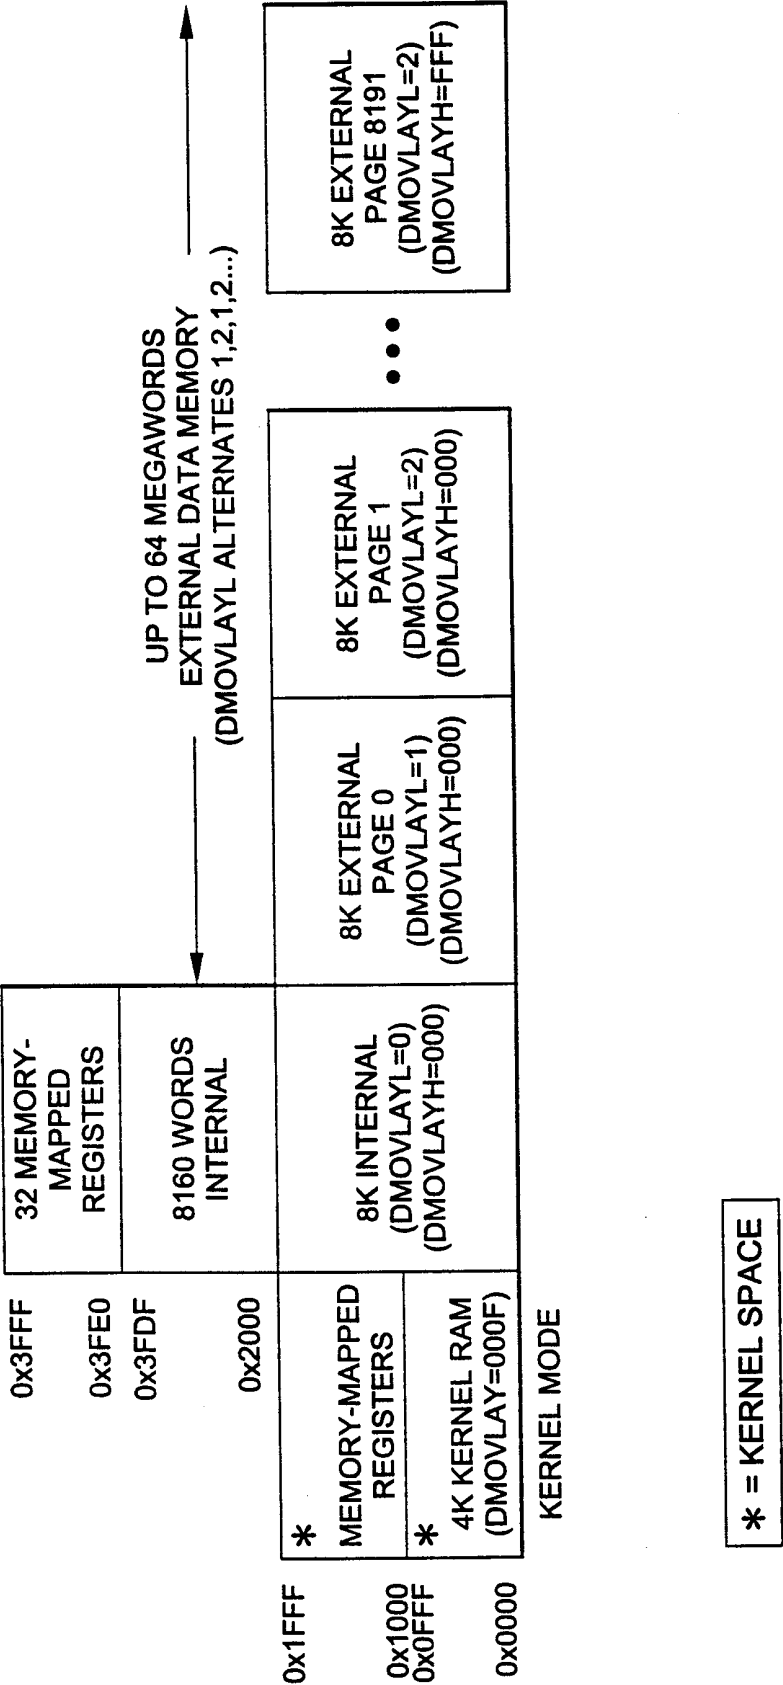 UP TO 64 MEGAWORDS
EXTERNAL DATA MEMORY
(DMOVLAYL ALTERNATES 1,2,1,2...)
0x3FFF
32 MEMORY-
MAPPED
REGISTERS
0x3FE0
0x3FDF
8160 WORDS
INTERNAL
0x2000
0x1FFF
*
MEMORY-MAPPED
REGISTERS
0x1000
0x0FFF
*
4K KERNEL RAM
(DMOVLAY=000F)
0x0000
KERNEL MODE
8K INTERNAL
(DMOVLAYL=0)
(DMOVLAYH=000)
8K EXTERNAL
PAGE 0
(DMOVLAYL=1)
(DMOVLAYH=000)
8K EXTERNAL
PAGE 1
(DMOVLAYL=2)
(DMOVLAYH=000)
•••
8K EXTERNAL
PAGE 8191
(DMOVLAYL=2)
(DMOVLAYH=FFF)
* = KERNEL SPACE